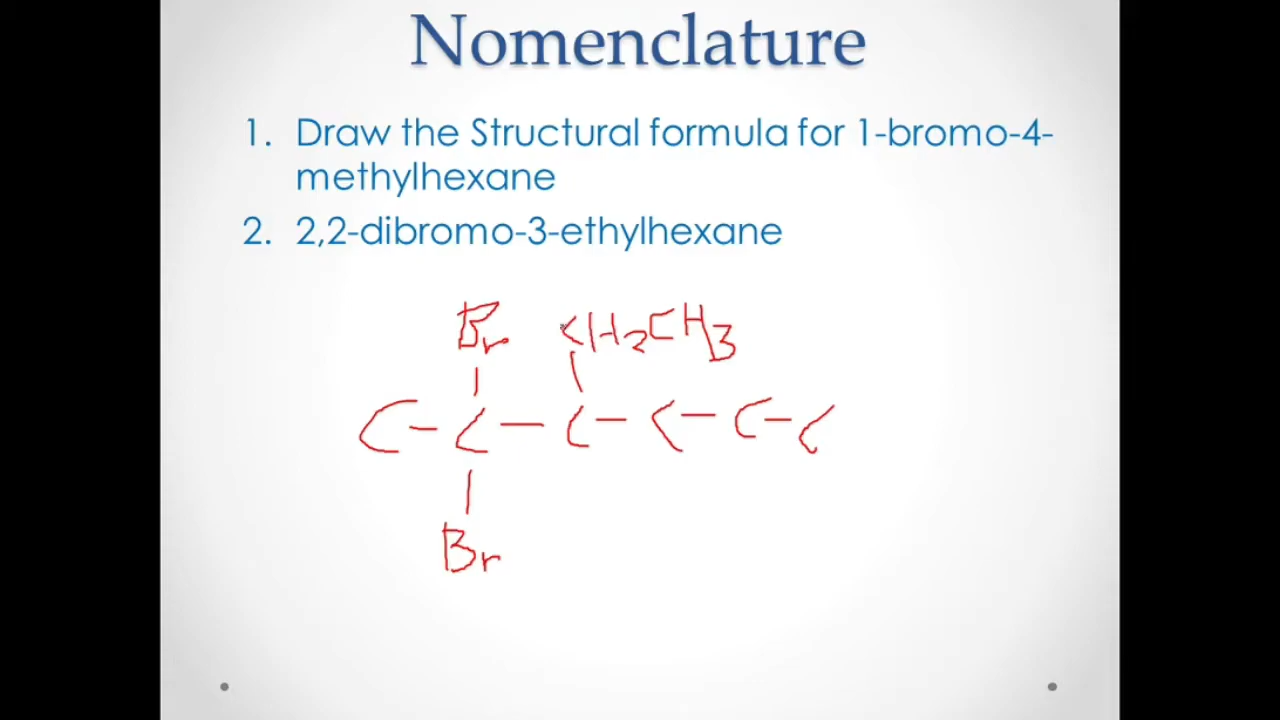 Nomenclature
1. Draw the Structural formula for 1-bromo-4-
methylhexane
2. 2,2-dibromo-3-ethylhexane
Br CH2CH3
C-C-C-C-C-C
Br